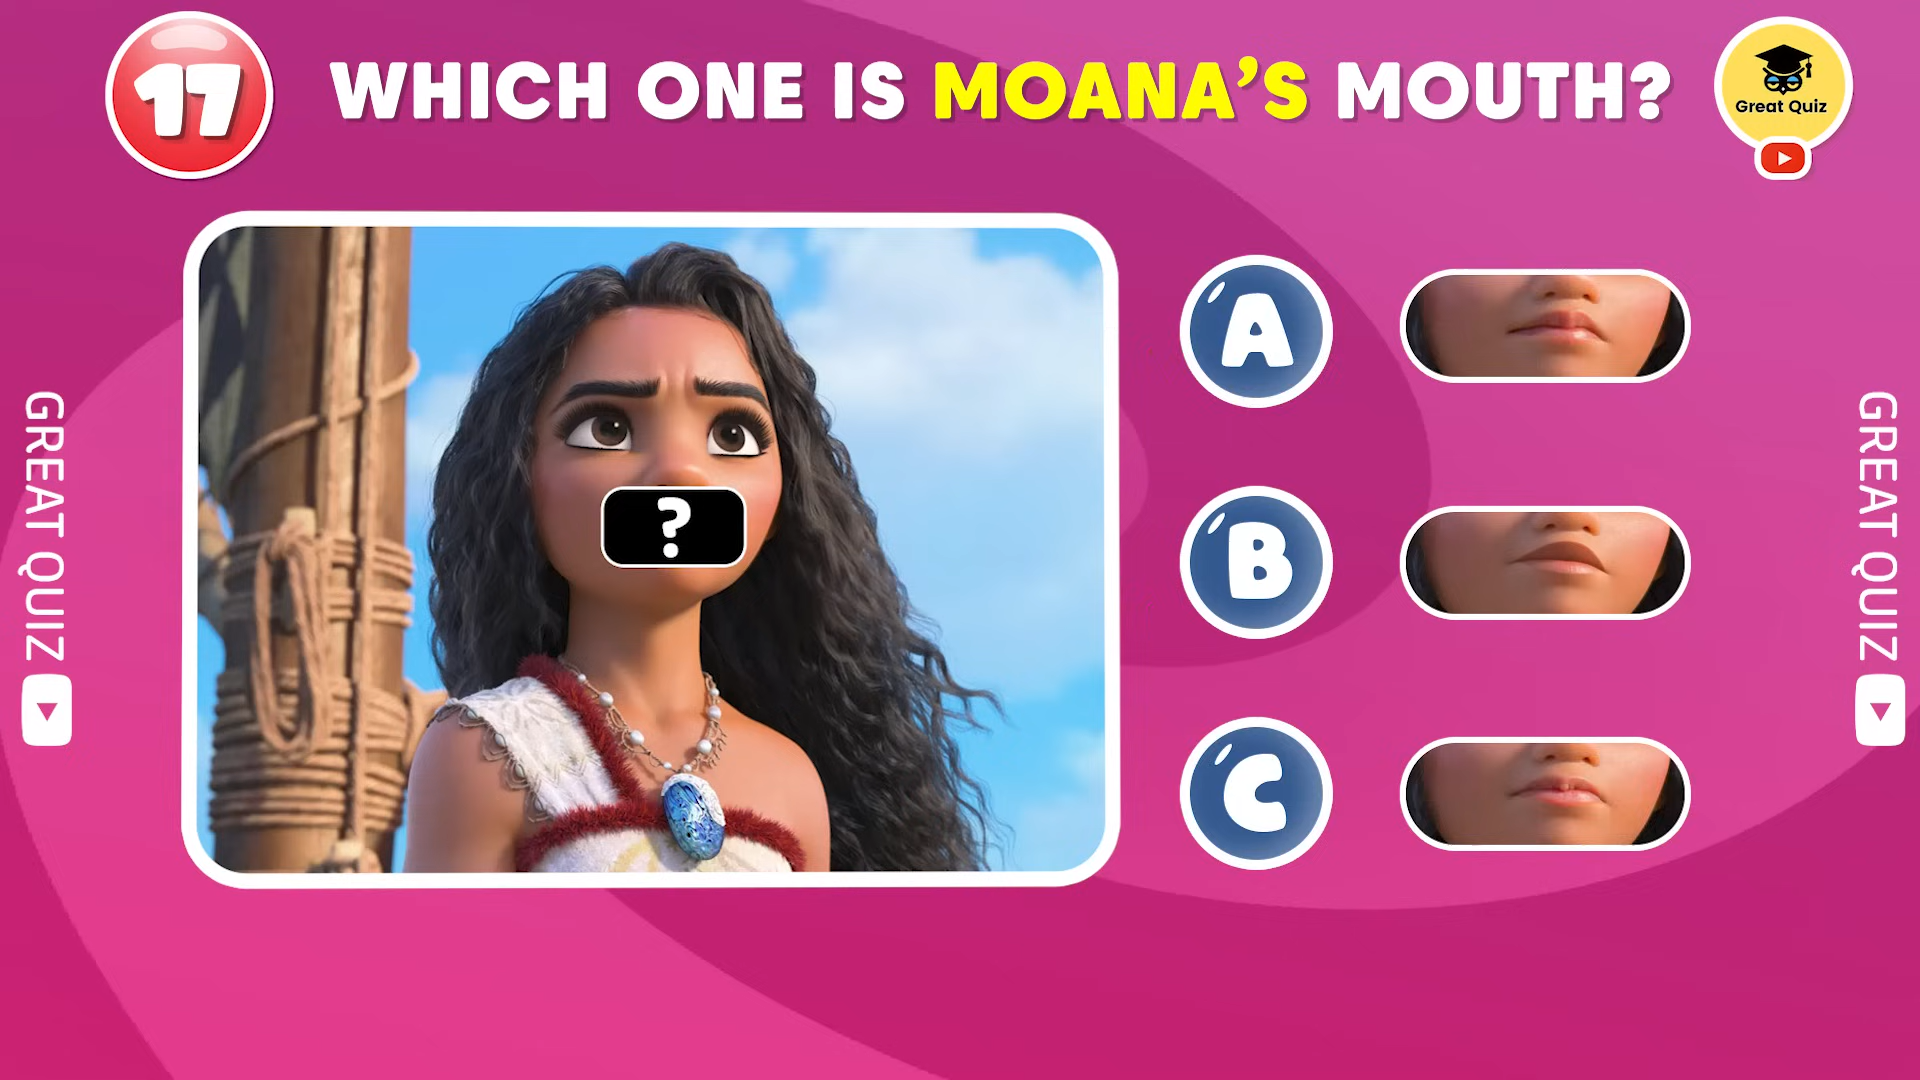 17
WHICH ONE IS MOANA'S MOUTH?
Great Quiz
?
A
B
C
GREAT QUIZ
GREAT QUIZ